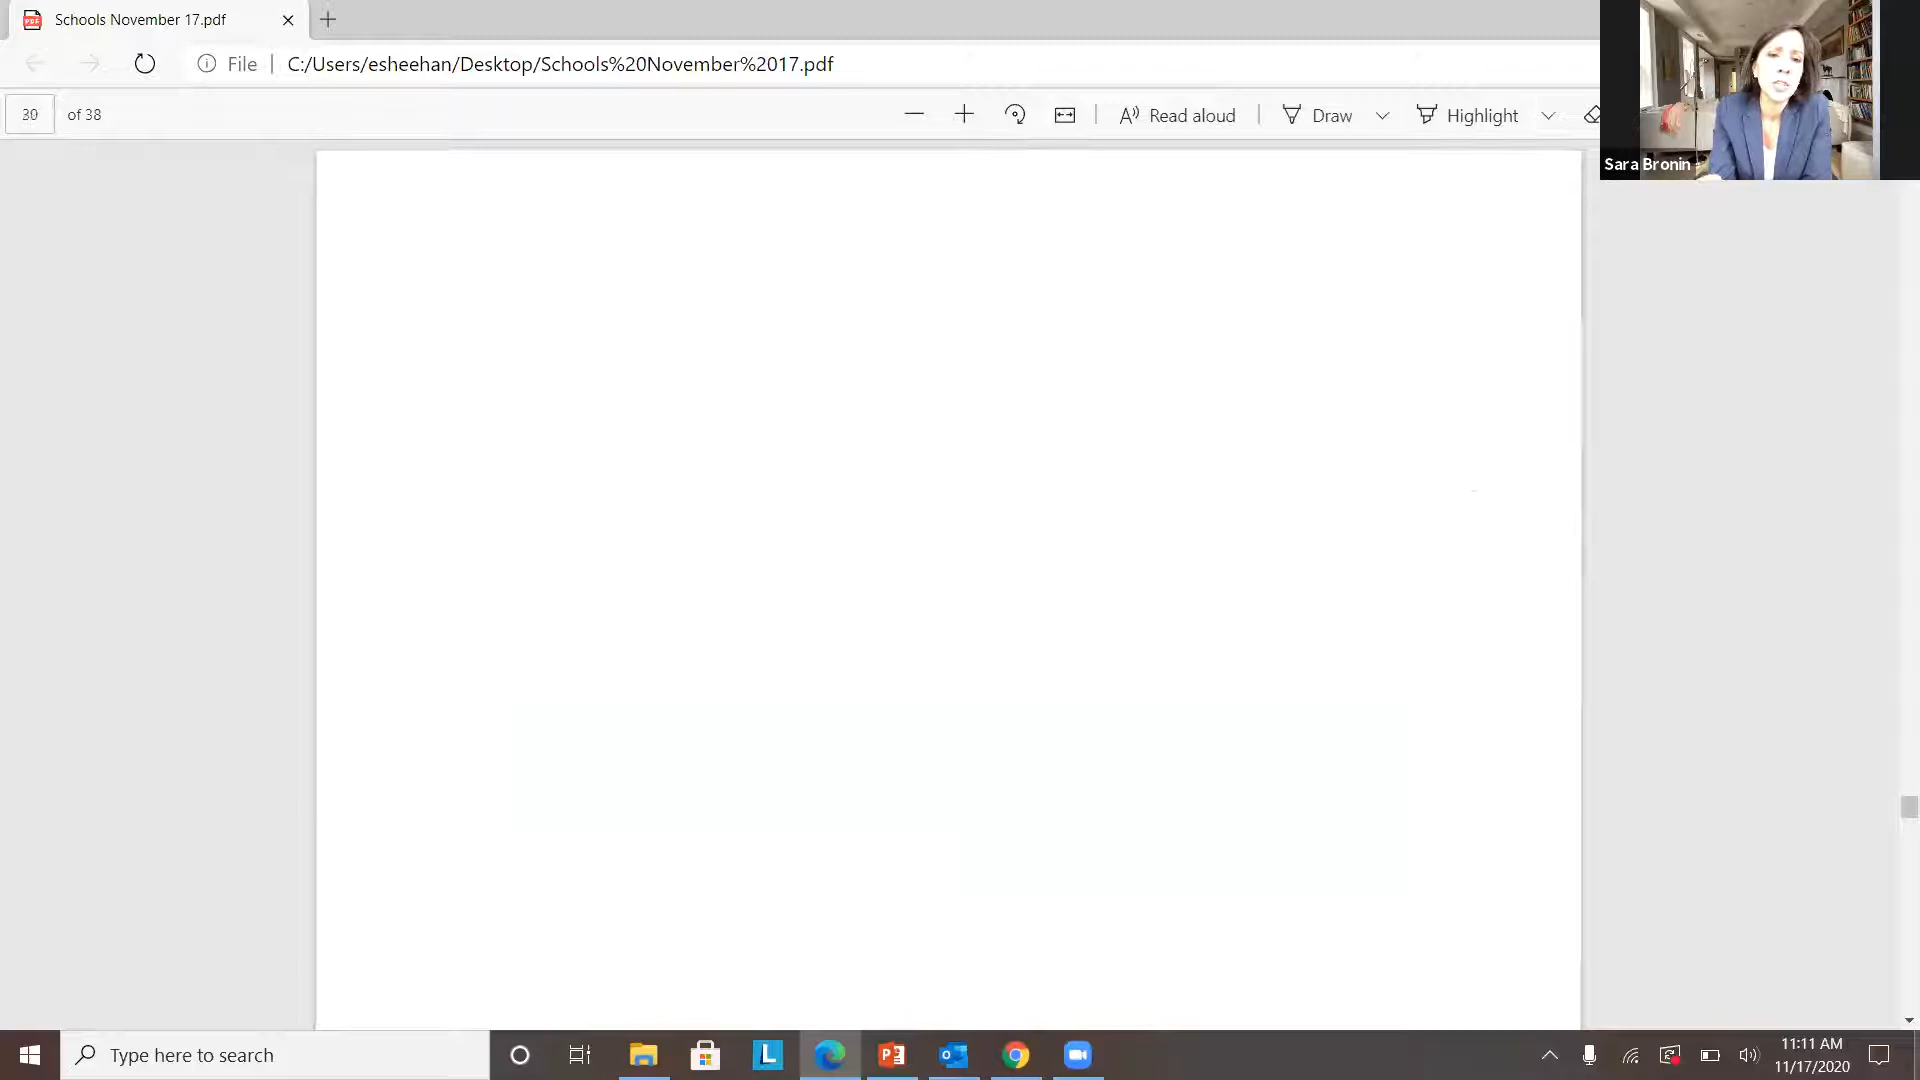 Schools November 17.pdf
File
C:/Users/esheehan/Desktop/Schools%20November%2017.pdf
30 of 38
Read aloud
Draw
Highlight
Sara Bronin
Type here to search
11:11 AM
11/17/2020